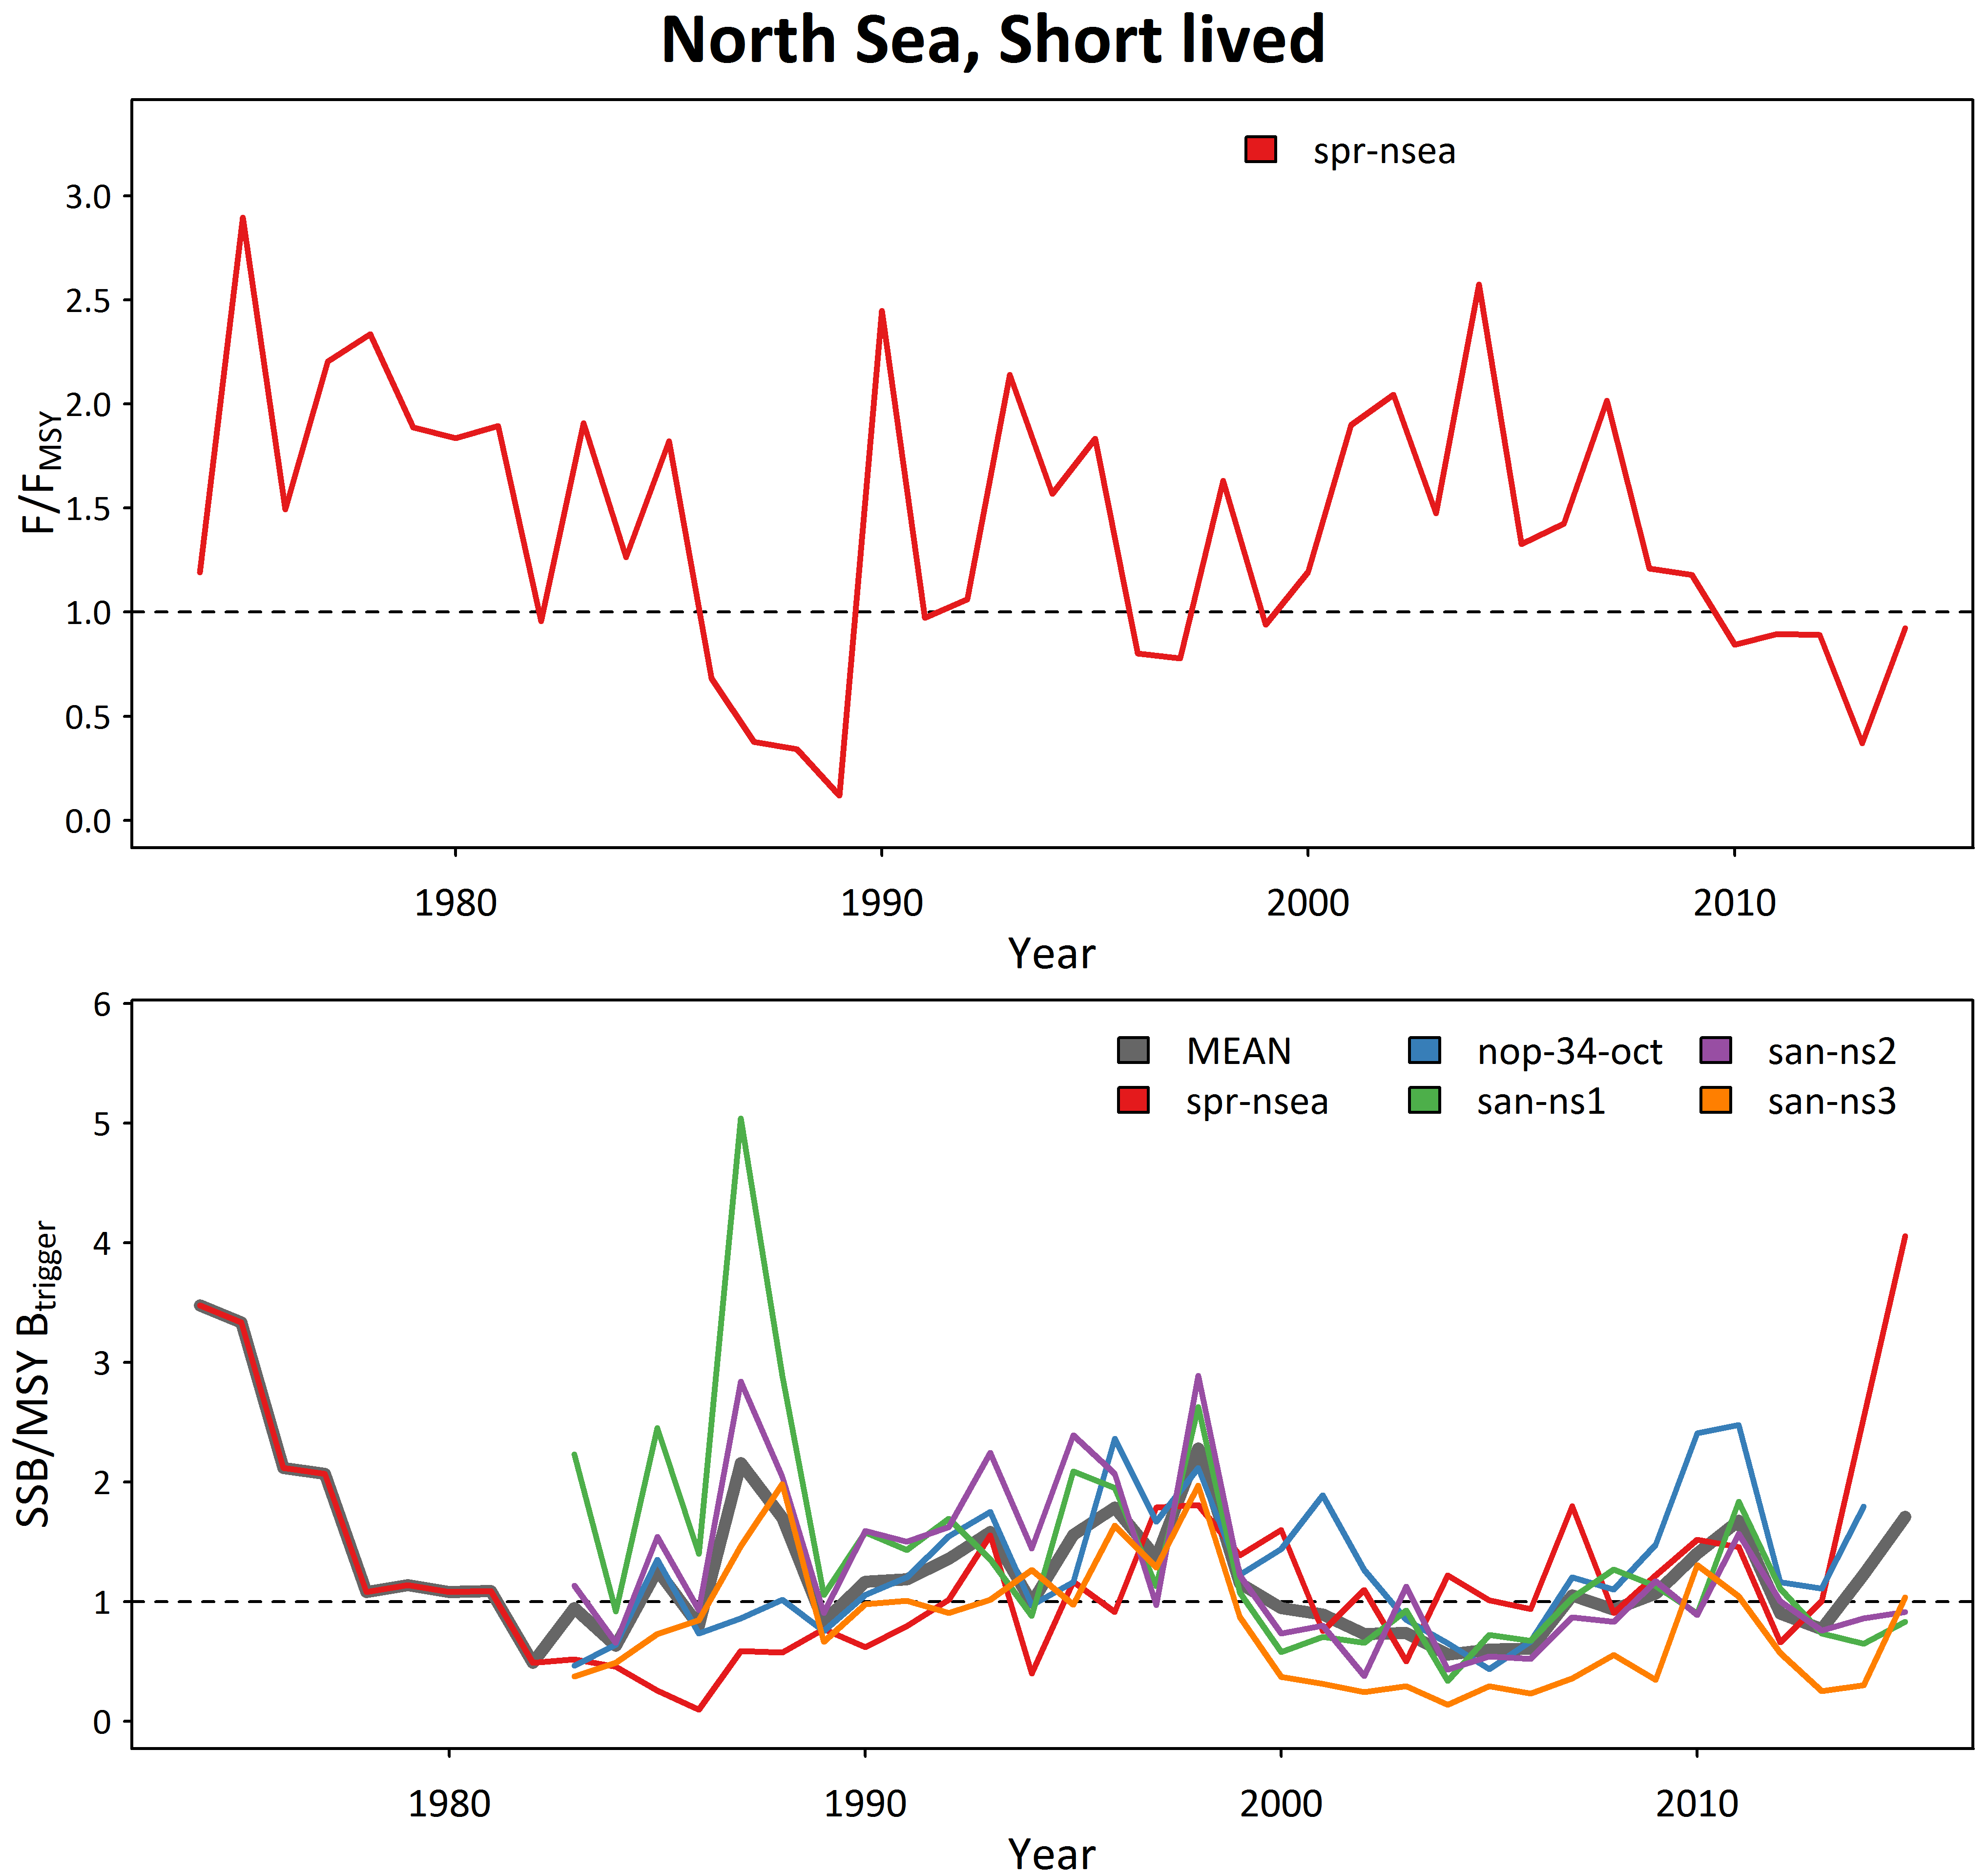 North Sea, Short lived
spr-nsea
3.0
2.5
2.0
1.5
1.0
0.5
0.0
F/FMSY
1980 1990 2000 2010
Year
6
5
4
3
2
1
0
SSB/MSY Btrigger
MEAN nop-34-oct san-ns2
spr-nsea san-ns1 san-ns3
1980 1990 2000 2010
Year